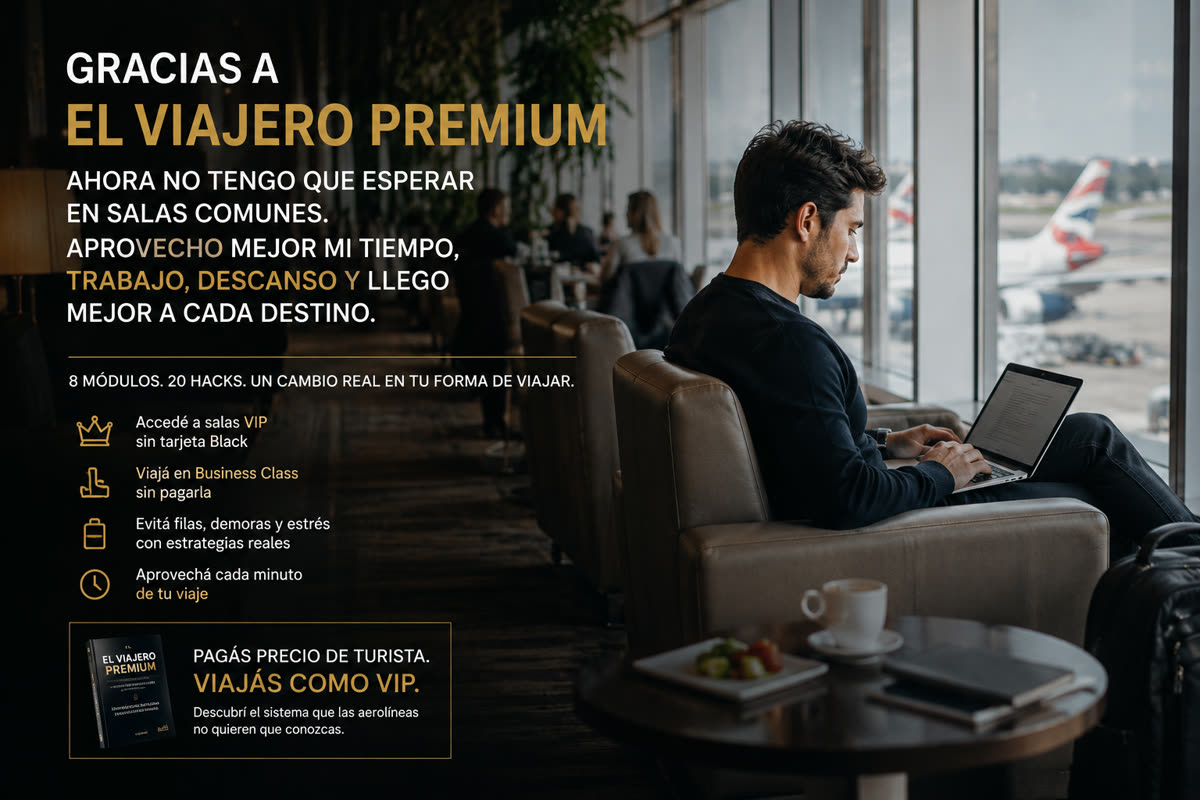 GRACIAS A
EL VIAJERO PREMIUM
AHORA NO TENGO QUE ESPERAR
EN SALAS COMUNES.
APROVECHO MEJOR MI TIEMPO,
TRABAJO, DESCANSO Y LLEGO
MEJOR A CADA DESTINO.
8 MÓDULOS. 20 HACKS. UN CAMBIO REAL EN TU FORMA DE VIAJAR.
Accedé a salas VIP
sin tarjeta Black
Viajá en Business Class
sin pagarla
Evitá filas, demoras y estrés
con estrategias reales
Aprovechá cada minuto
de tu viaje
EL VIAJERO
PREMIUM
PAGÁS PRECIO DE TURISTA.
VIAJÁS COMO VIP.
Descubrí el sistema que las aerolíneas
no quieren que conozcas.